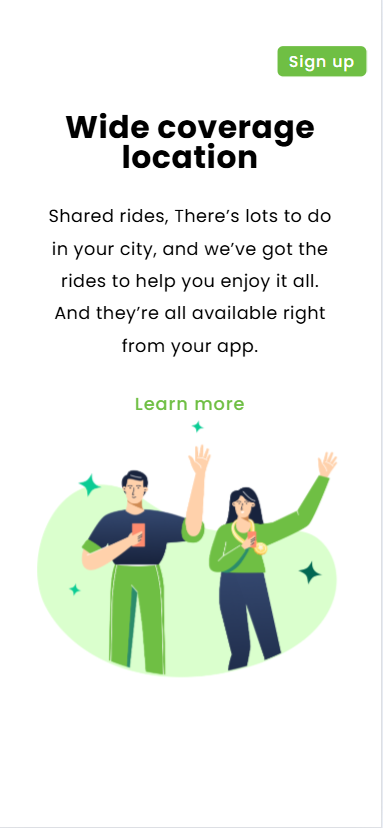 Sign up
Wide coverage
location
Shared rides, There’s lots to do
in your city, and we’ve got the
rides to help you enjoy it all.
And they’re all available right
from your app.
Learn more